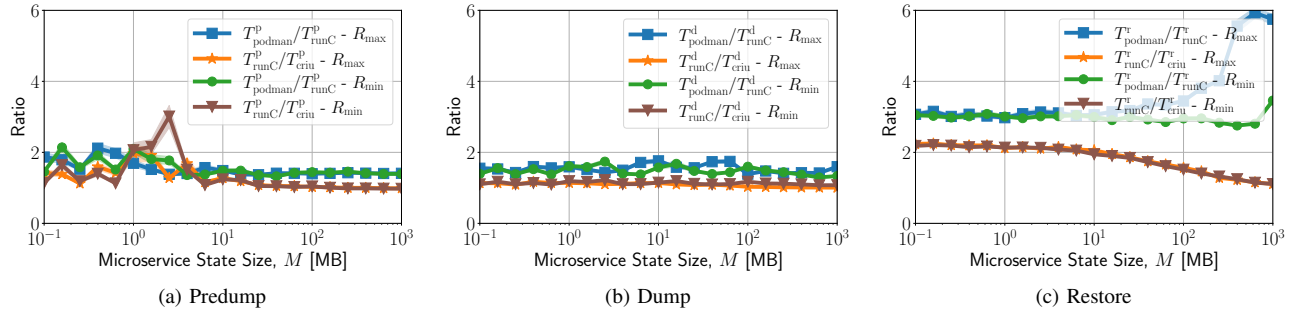 6
4
2
0
Ratio
T^p_podman/T^p_runC - R_max
T^p_runC/T^p_criu - R_max
T^p_podman/T^p_runC - R_min
T^p_runC/T^p_criu - R_min
10^−1 10^0 10^1 10^2 10^3
Microservice State Size, M [MB]
(a) Predump
6
4
2
0
Ratio
T^d_podman/T^d_runC - R_max
T^d_runC/T^d_criu - R_max
T^d_podman/T^d_runC - R_min
T^d_runC/T^d_criu - R_min
10^−1 10^0 10^1 10^2 10^3
Microservice State Size, M [MB]
(b) Dump
6
4
2
0
Ratio
T^r_podman/T^r_runC - R_max
T^r_runC/T^r_criu - R_max
T^r_podman/T^r_runC - R_min
T^r_runC/T^r_criu - R_min
10^−1 10^0 10^1 10^2 10^3
Microservice State Size, M [MB]
(c) Restore